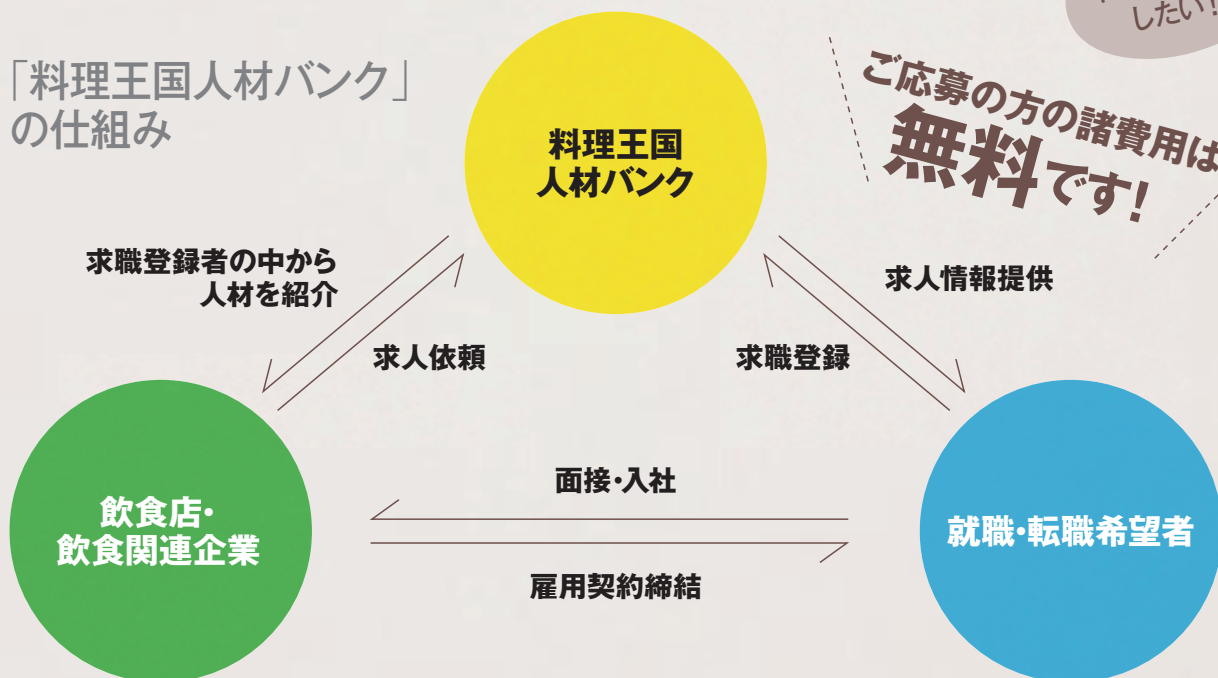 したい!
「料理王国人材バンク」
の仕組み
ご応募の方の諸費用は
無料です!
料理王国
人材バンク
求職登録者の中から
人材を紹介
求人情報提供
求人依頼
求職登録
飲食店・
飲食関連企業
面接・入社
就職・転職希望者
雇用契約締結